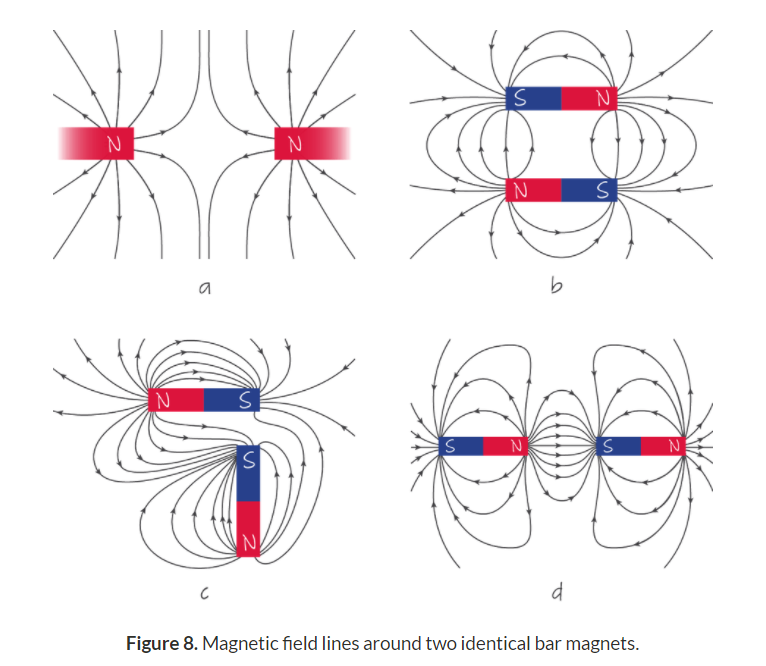 N N
a
S N
N S
b
N S
S
N
c
S N S N
d
Figure 8. Magnetic field lines around two identical bar magnets.